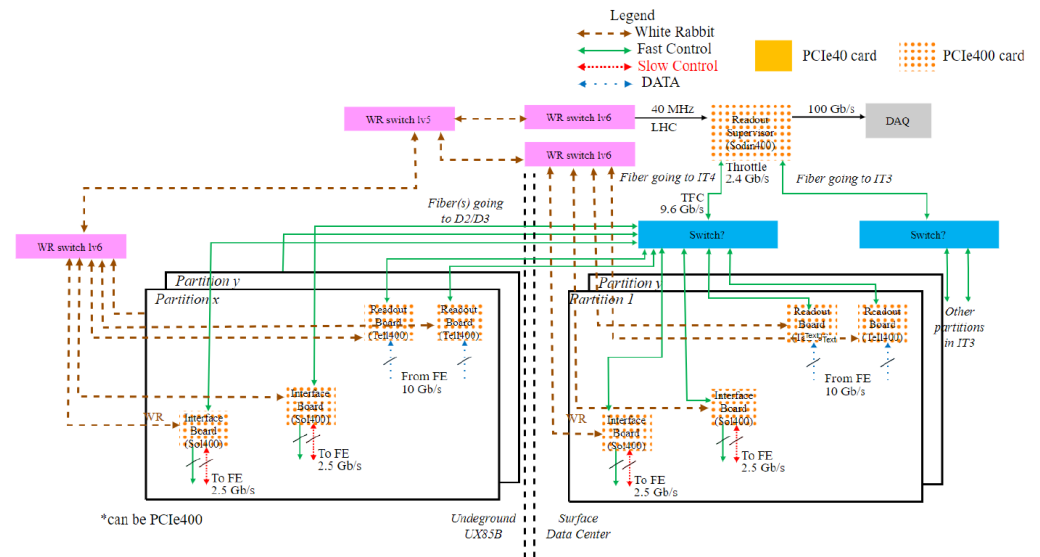 Legend
White Rabbit
Fast Control
Slow Control
DATA
PCIe40 card
PCIe400 card
WR switch lv5
WR switch lv6
40 MHz
LHC
Readout
Supervisor
(Sodin400)
100 Gb/s
DAQ
WR switch lv6
Throttle
2.4 Gb/s
Fiber going to IT4
Fiber going to IT3
TFC
9.6 Gb/s
Fiber(s) going
to D2/D3
WR switch lv6
Switch?
Switch?
Partition y
Partition x
Readout
Board
(Tell400)
Readout
Board
(Tell400)
From FE
10 Gb/s
Interface
Board
(Sol400)
WR
Interface
Board
(Sol400)
To FE
2.5 Gb/s
To FE
2.5 Gb/s
Partition y
Partition 1
Readout
Board
Text
Readout
Board
(Tell400)
Other
partitions
in IT3
From FE
10 Gb/s
Interface
Board
(Sol400)
WR
Interface
Board
(Sol400)
To FE
2.5 Gb/s
To FE
2.5 Gb/s
*can be PCIe400
Undeground
UX85B
Surface
Data Center